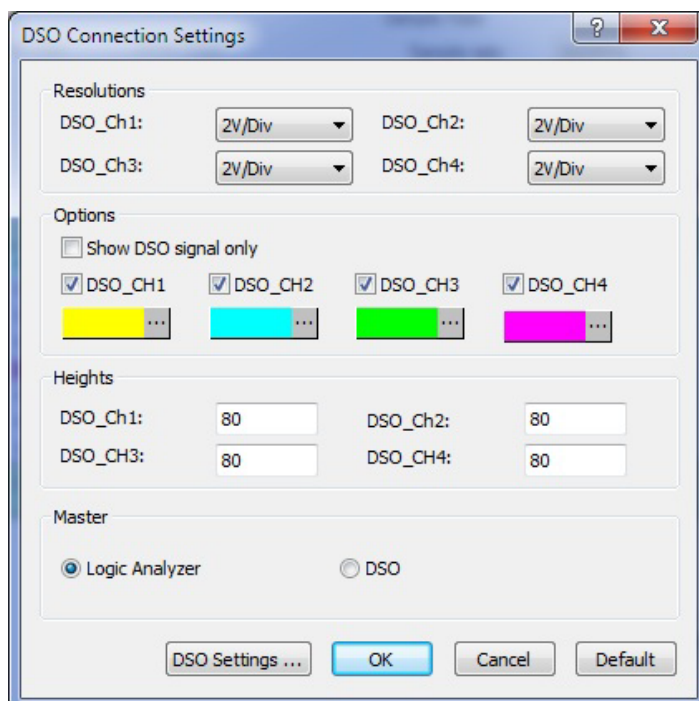 DSO Connection Settings
Resolutions
DSO_Ch1: 2V/Div DSO_Ch2: 2V/Div
DSO_Ch3: 2V/Div DSO_Ch4: 2V/Div
Options
Show DSO signal only
DSO_CH1 DSO_CH2 DSO_CH3 DSO_CH4
... ... ... ...
Heights
DSO_Ch1: 80 DSO_Ch2: 80
DSO_CH3: 80 DSO_CH4: 80
Master
Logic Analyzer DSO
DSO Settings ... OK Cancel Default